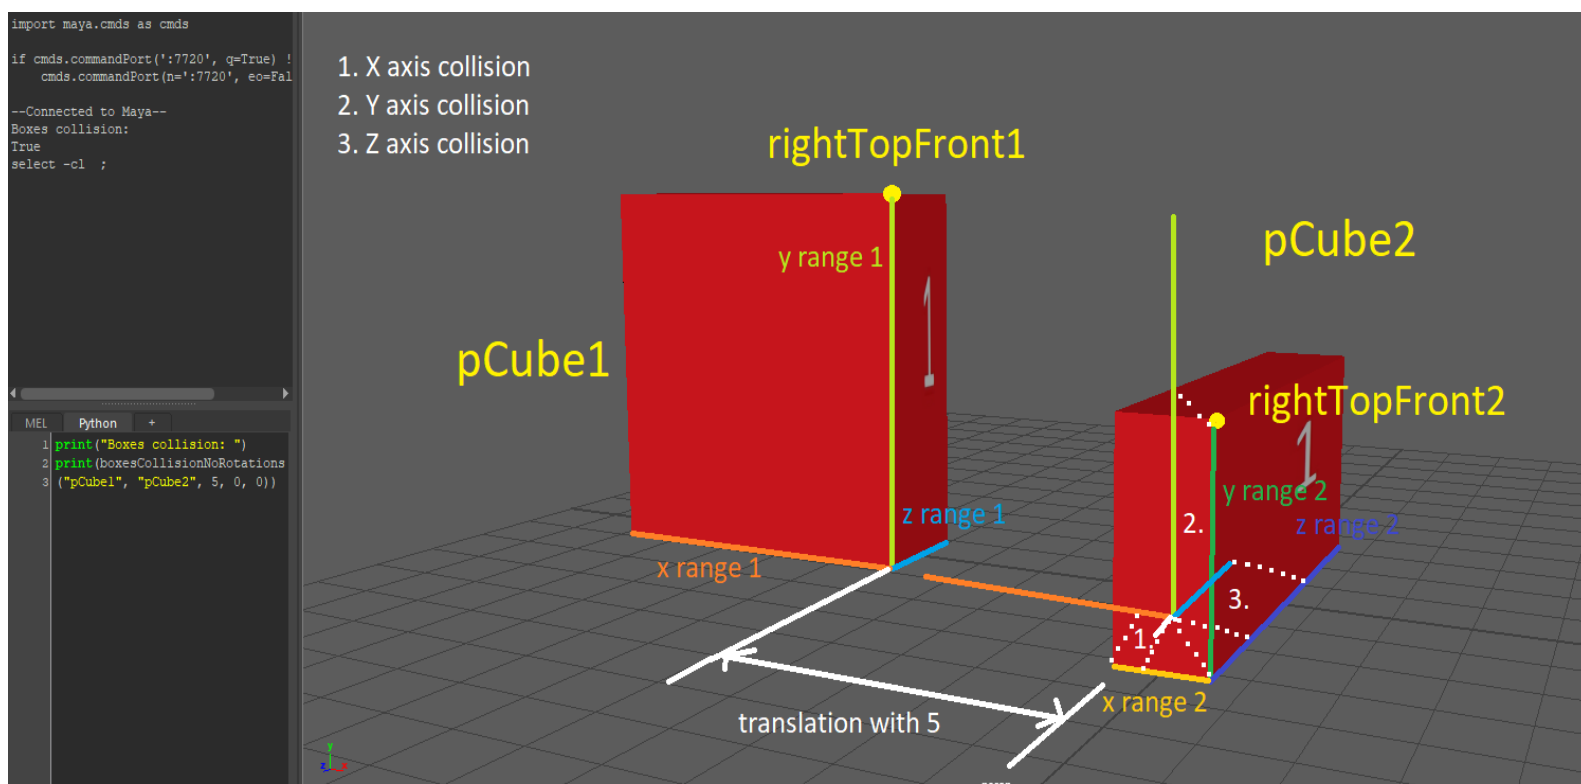 import maya.cmds as cmds
if cmds.commandPort(':7720', q=True) !
cmds.commandPort(n=':7720', eo=Fal
--Connected to Maya--
Boxes collision:
True
select -cl  ;
MEL
Python
+
1 print("Boxes collision: ")
2 print(boxesCollisionNoRotations
3 ("pCube1", "pCube2", 5, 0, 0))
1. X axis collision
2. Y axis collision
3. Z axis collision
rightTopFront1
y range 1
pCube2
1
pCube1
rightTopFront2
1
y range 2
z range 1
2.
z range 2
x range 1
3.
1.
x range 2
translation with 5
y
z
x